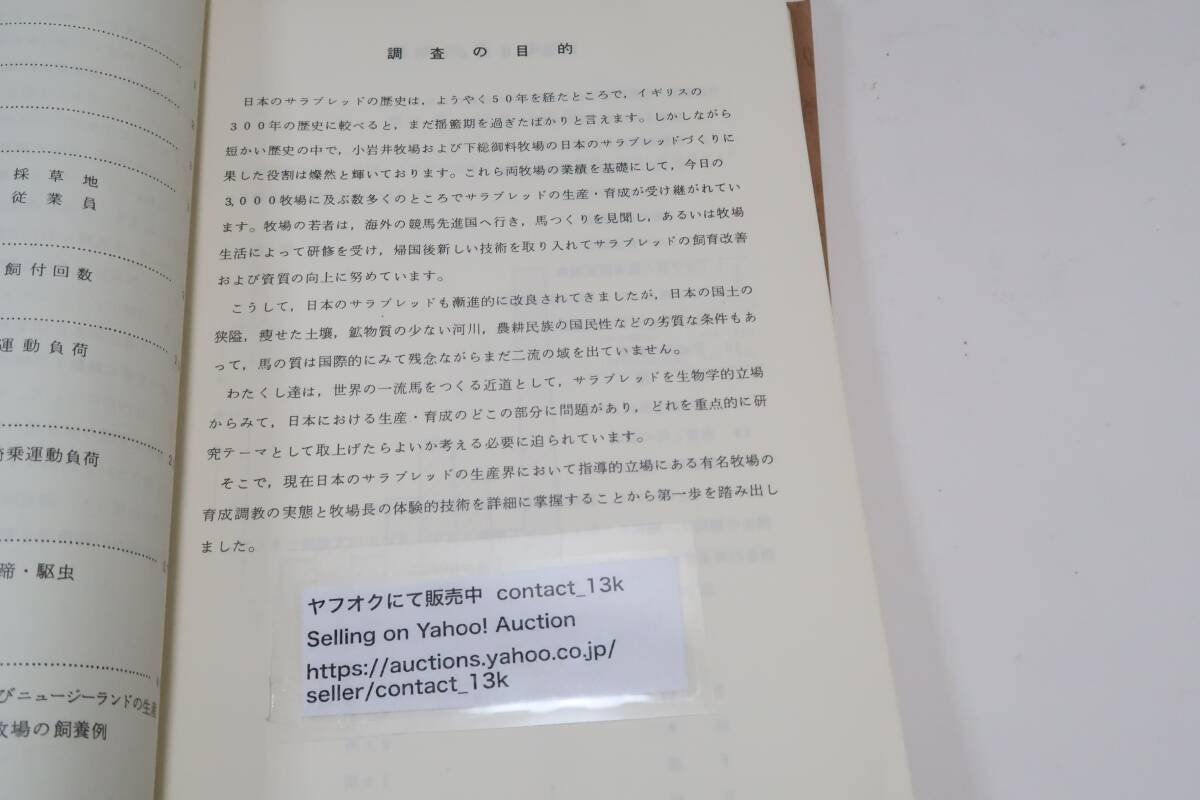 採草地
従業員
飼付回数
運動負荷
騎乗運動負荷
蹄・駆虫
びニュージーランドの生産
牧場の飼養例
調査の目的
日本のサラブレッドの歴史は，ようやく50年を経たところで，イギリスの
300年の歴史に較べると，まだ揺籃期を過ぎたばかりと言えます。しかしながら
短かい歴史の中で，小岩井牧場および下総御料牧場の日本のサラブレッドづくりに
果した役割は燦然と輝いております。これら両牧場の業績を基礎にして，今日の
3,000牧場に及ぶ数多くのところでサラブレッドの生産・育成が受け継がれてい
ます。牧場の若者は，海外の競馬先進国へ行き，馬つくりを見聞し，あるいは牧場
生活によって研修を受け，帰国後新しい技術を取り入れてサラブレッドの飼育改善
および資質の向上に努めています。
こうして，日本のサラブレッドも漸進的に改良されてきましたが，日本の国土の
狭隘，痩せた土壌，鉱物質の少ない河川，農耕民族の国民性などの劣質な条件もあ
って，馬の質は国際的にみて残念ながらまだ二流の域を出ていません。
わたくし達は，世界の一流馬をつくる近道として，サラブレッドを生物学的立場
からみて，日本における生産・育成のどこの部分に問題があり，どれを重点的に研
究テーマとして取上げたらよいか考える必要に迫られています。
そこで，現在日本のサラブレッドの生産界において指導的立場にある有名牧場の
育成調教の実態と牧場長の体験的技術を詳細に掌握することから第一歩を踏み出し
ました。
ヤフオクにて販売中 contact_13k
Selling on Yahoo! Auction
https://auctions.yahoo.co.jp/
seller/contact_13k